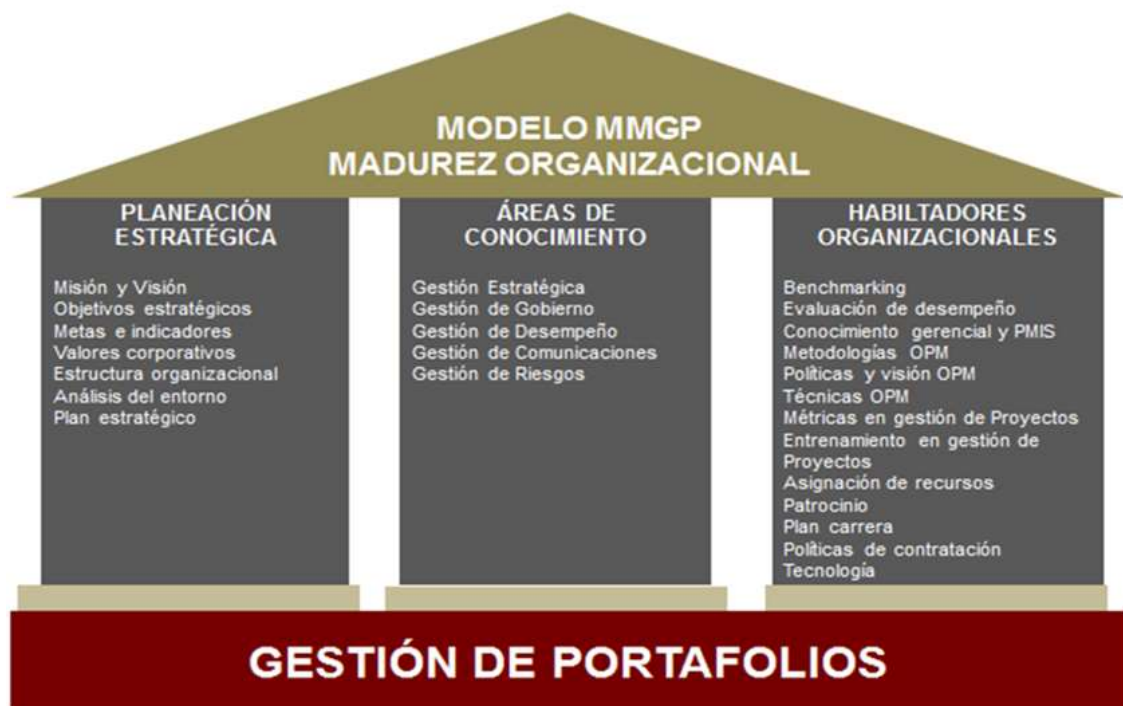 MODELO MMGP
MADUREZ ORGANIZACIONAL
PLANEACIÓN
ESTRATÉGICA
Misión y Visión
Objetivos estratégicos
Metas e indicadores
Valores corporativos
Estructura organizacional
Análisis del entorno
Plan estratégico
ÁREAS DE
CONOCIMIENTO
Gestión Estratégica
Gestión de Gobierno
Gestión de Desempeño
Gestión de Comunicaciones
Gestión de Riesgos
HABILTADORES
ORGANIZACIONALES
Benchmarking
Evaluación de desempeño
Conocimiento gerencial y PMIS
Metodologías OPM
Políticas y visión OPM
Técnicas OPM
Métricas en gestión de Proyectos
Entrenamiento en gestión de
Proyectos
Asignación de recursos
Patrocinio
Plan carrera
Políticas de contratación
Tecnología
GESTIÓN DE PORTAFOLIOS